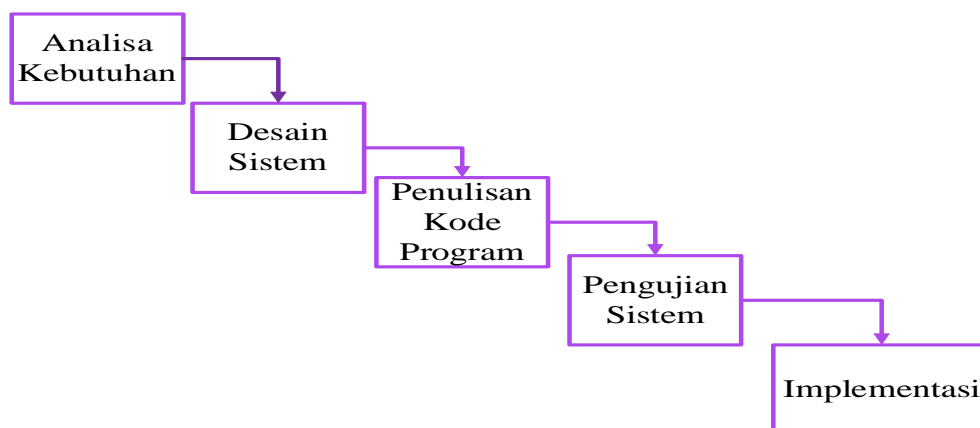 Analisa
Kebutuhan
Desain
Sistem
Penulisan
Kode
Program
Pengujian
Sistem
Implementasi